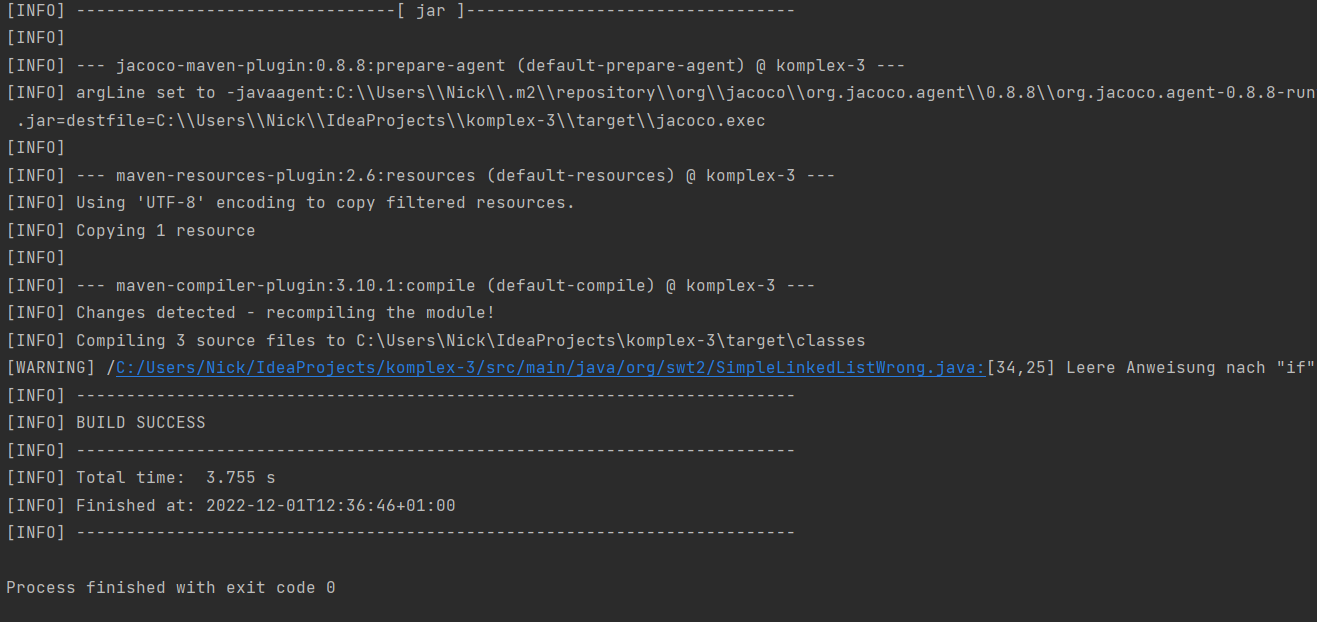 [INFO] --------------------------------[ jar ]---------------------------------
[INFO]
[INFO] --- jacoco-maven-plugin:0.8.8:prepare-agent (default-prepare-agent) @ komplex-3 ---
[INFO] argLine set to -javaagent:C:\\Users\\Nick\\.m2\\repository\\org\\jacoco\\org.jacoco.agent\\0.8.8\\org.jacoco.agent-0.8.8-run
.jar=destfile=C:\\Users\\Nick\\IdeaProjects\\komplex-3\\target\\jacoco.exec
[INFO]
[INFO] --- maven-resources-plugin:2.6:resources (default-resources) @ komplex-3 ---
[INFO] Using 'UTF-8' encoding to copy filtered resources.
[INFO] Copying 1 resource
[INFO]
[INFO] --- maven-compiler-plugin:3.10.1:compile (default-compile) @ komplex-3 ---
[INFO] Changes detected - recompiling the module!
[INFO] Compiling 3 source files to C:\Users\Nick\IdeaProjects\komplex-3\target\classes
[WARNING] /C:/Users/Nick/IdeaProjects/komplex-3/src/main/java/org/swt2/SimpleLinkedListWrong.java:[34,25] Leere Anweisung nach "if"
[INFO] ------------------------------------------------------------------------
[INFO] BUILD SUCCESS
[INFO] ------------------------------------------------------------------------
[INFO] Total time:  3.755 s
[INFO] Finished at: 2022-12-01T12:36:46+01:00
[INFO] ------------------------------------------------------------------------
Process finished with exit code 0